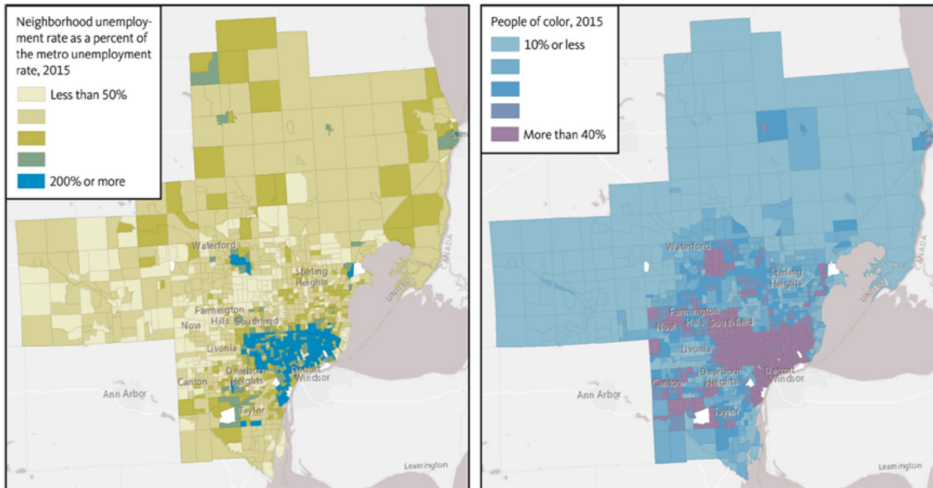 Neighborhood unemploy-
ment rate as a percent of
the metro unemployment
rate, 2015
Less than 50%
200% or more
Waterford
Sterling
Heights
Farmington
Hills
Southfield
Novi
Livonia
Detroit
Dearborn
Heights
Windsor
Canton
Ann Arbor
Taylor
Leamington
CANADA
People of color, 2015
10% or less
More than 40%
Waterford
Sterling
Heights
Farmington
Hills
Southfield
Novi
Livonia
Detroit
Dearborn
Heights
Windsor
Canton
Ann Arbor
Taylor
Leamington
CANADA